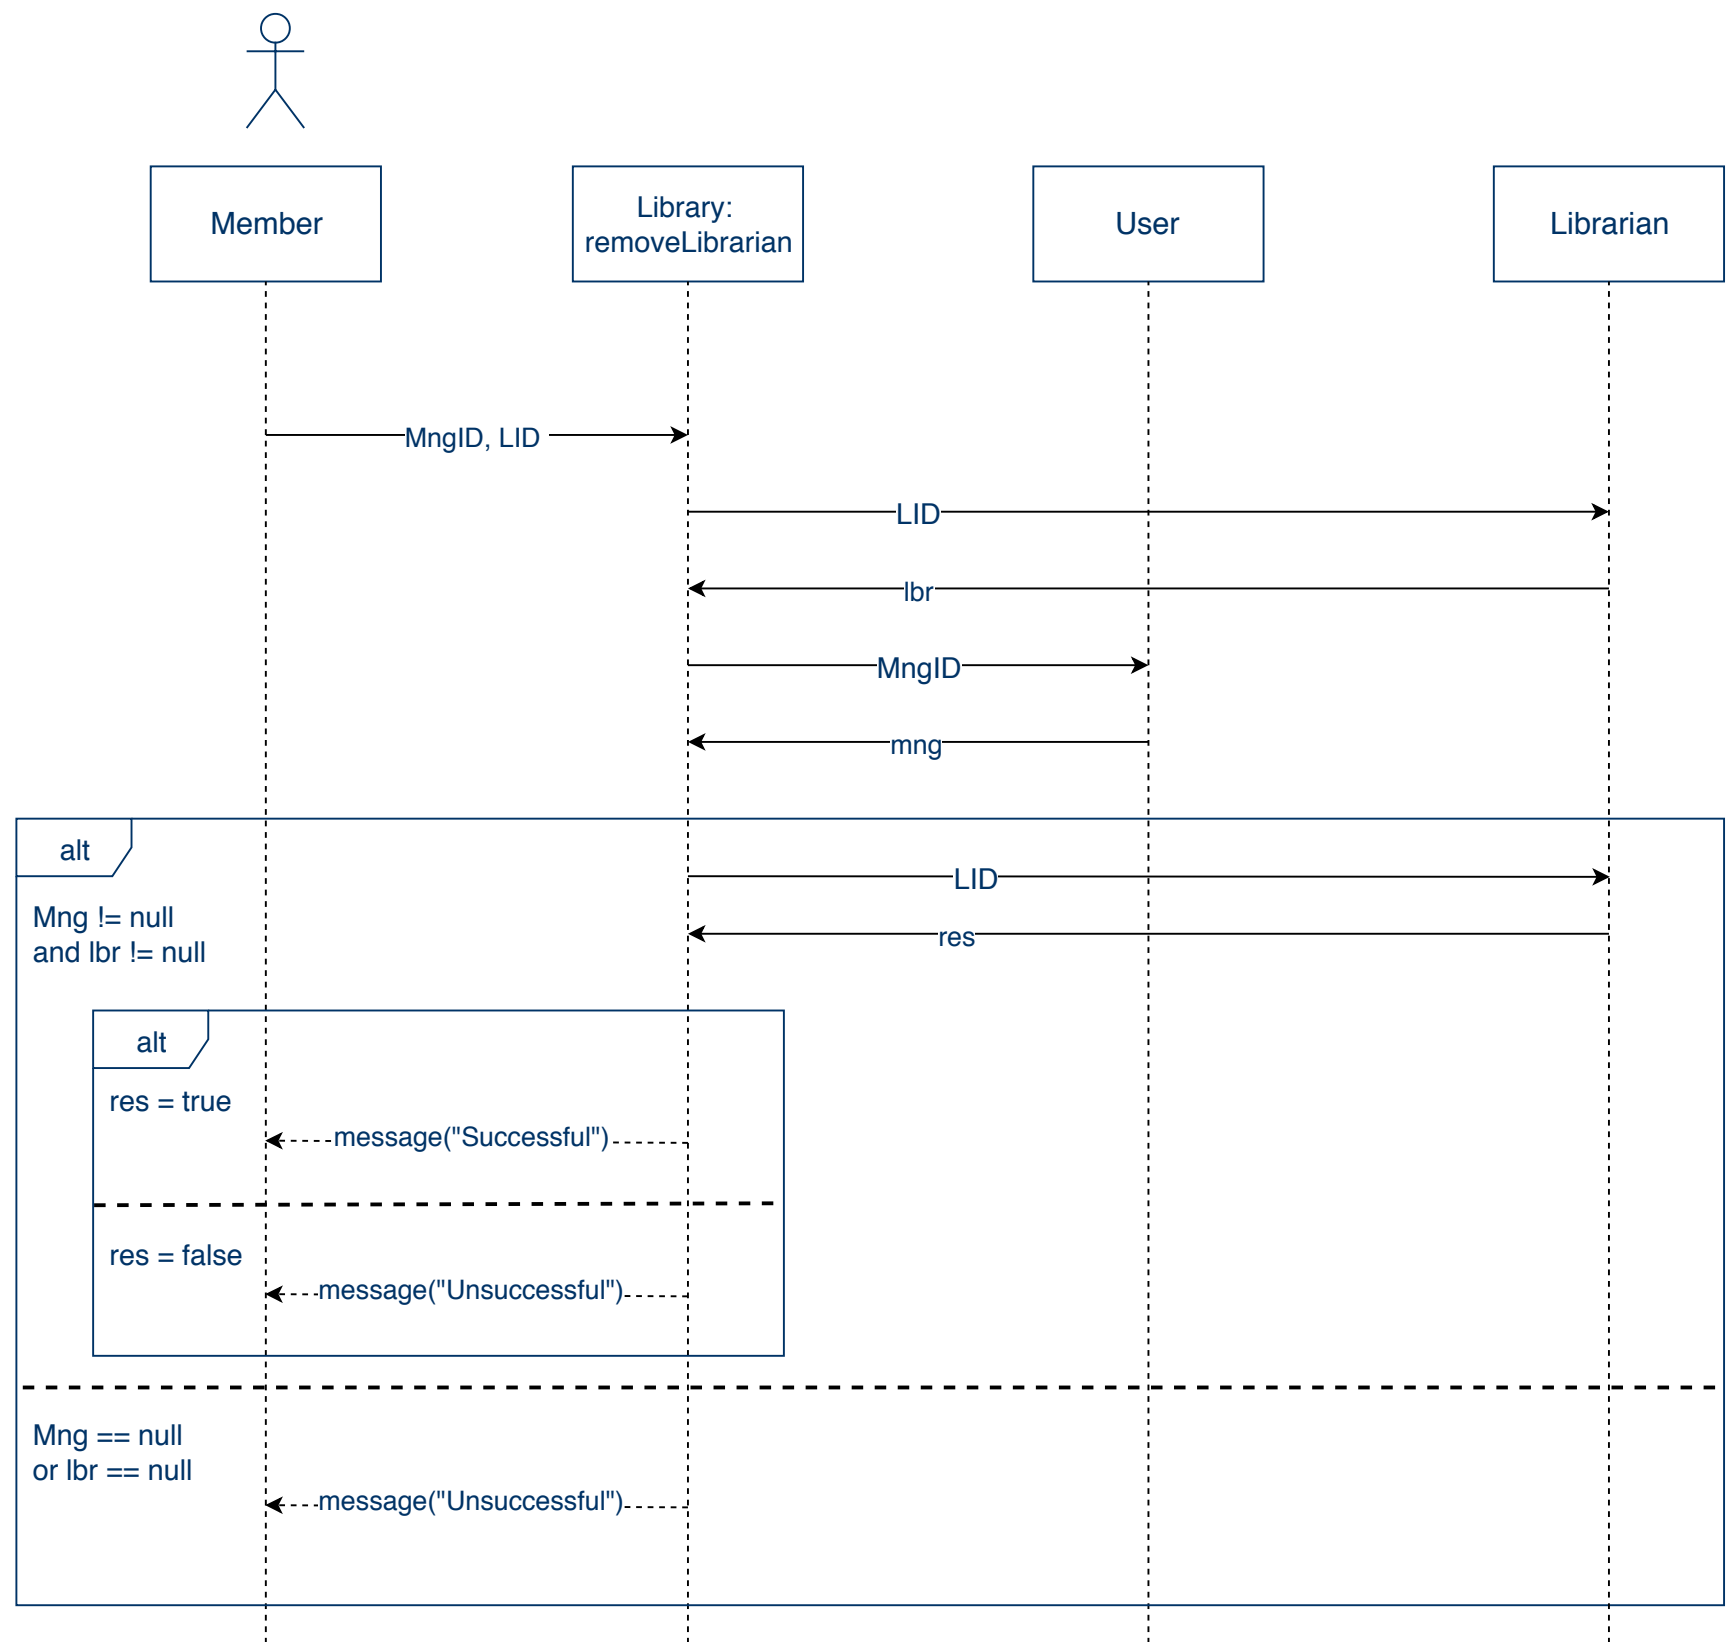 Member
Library:
removeLibrarian
User
Librarian
MngID, LID
LID
lbr
MngID
mng
alt
LID
Mng != null
and lbr != null
res
alt
res = true
message("Successful")
res = false
message("Unsuccessful")
Mng == null
or lbr == null
message("Unsuccessful")